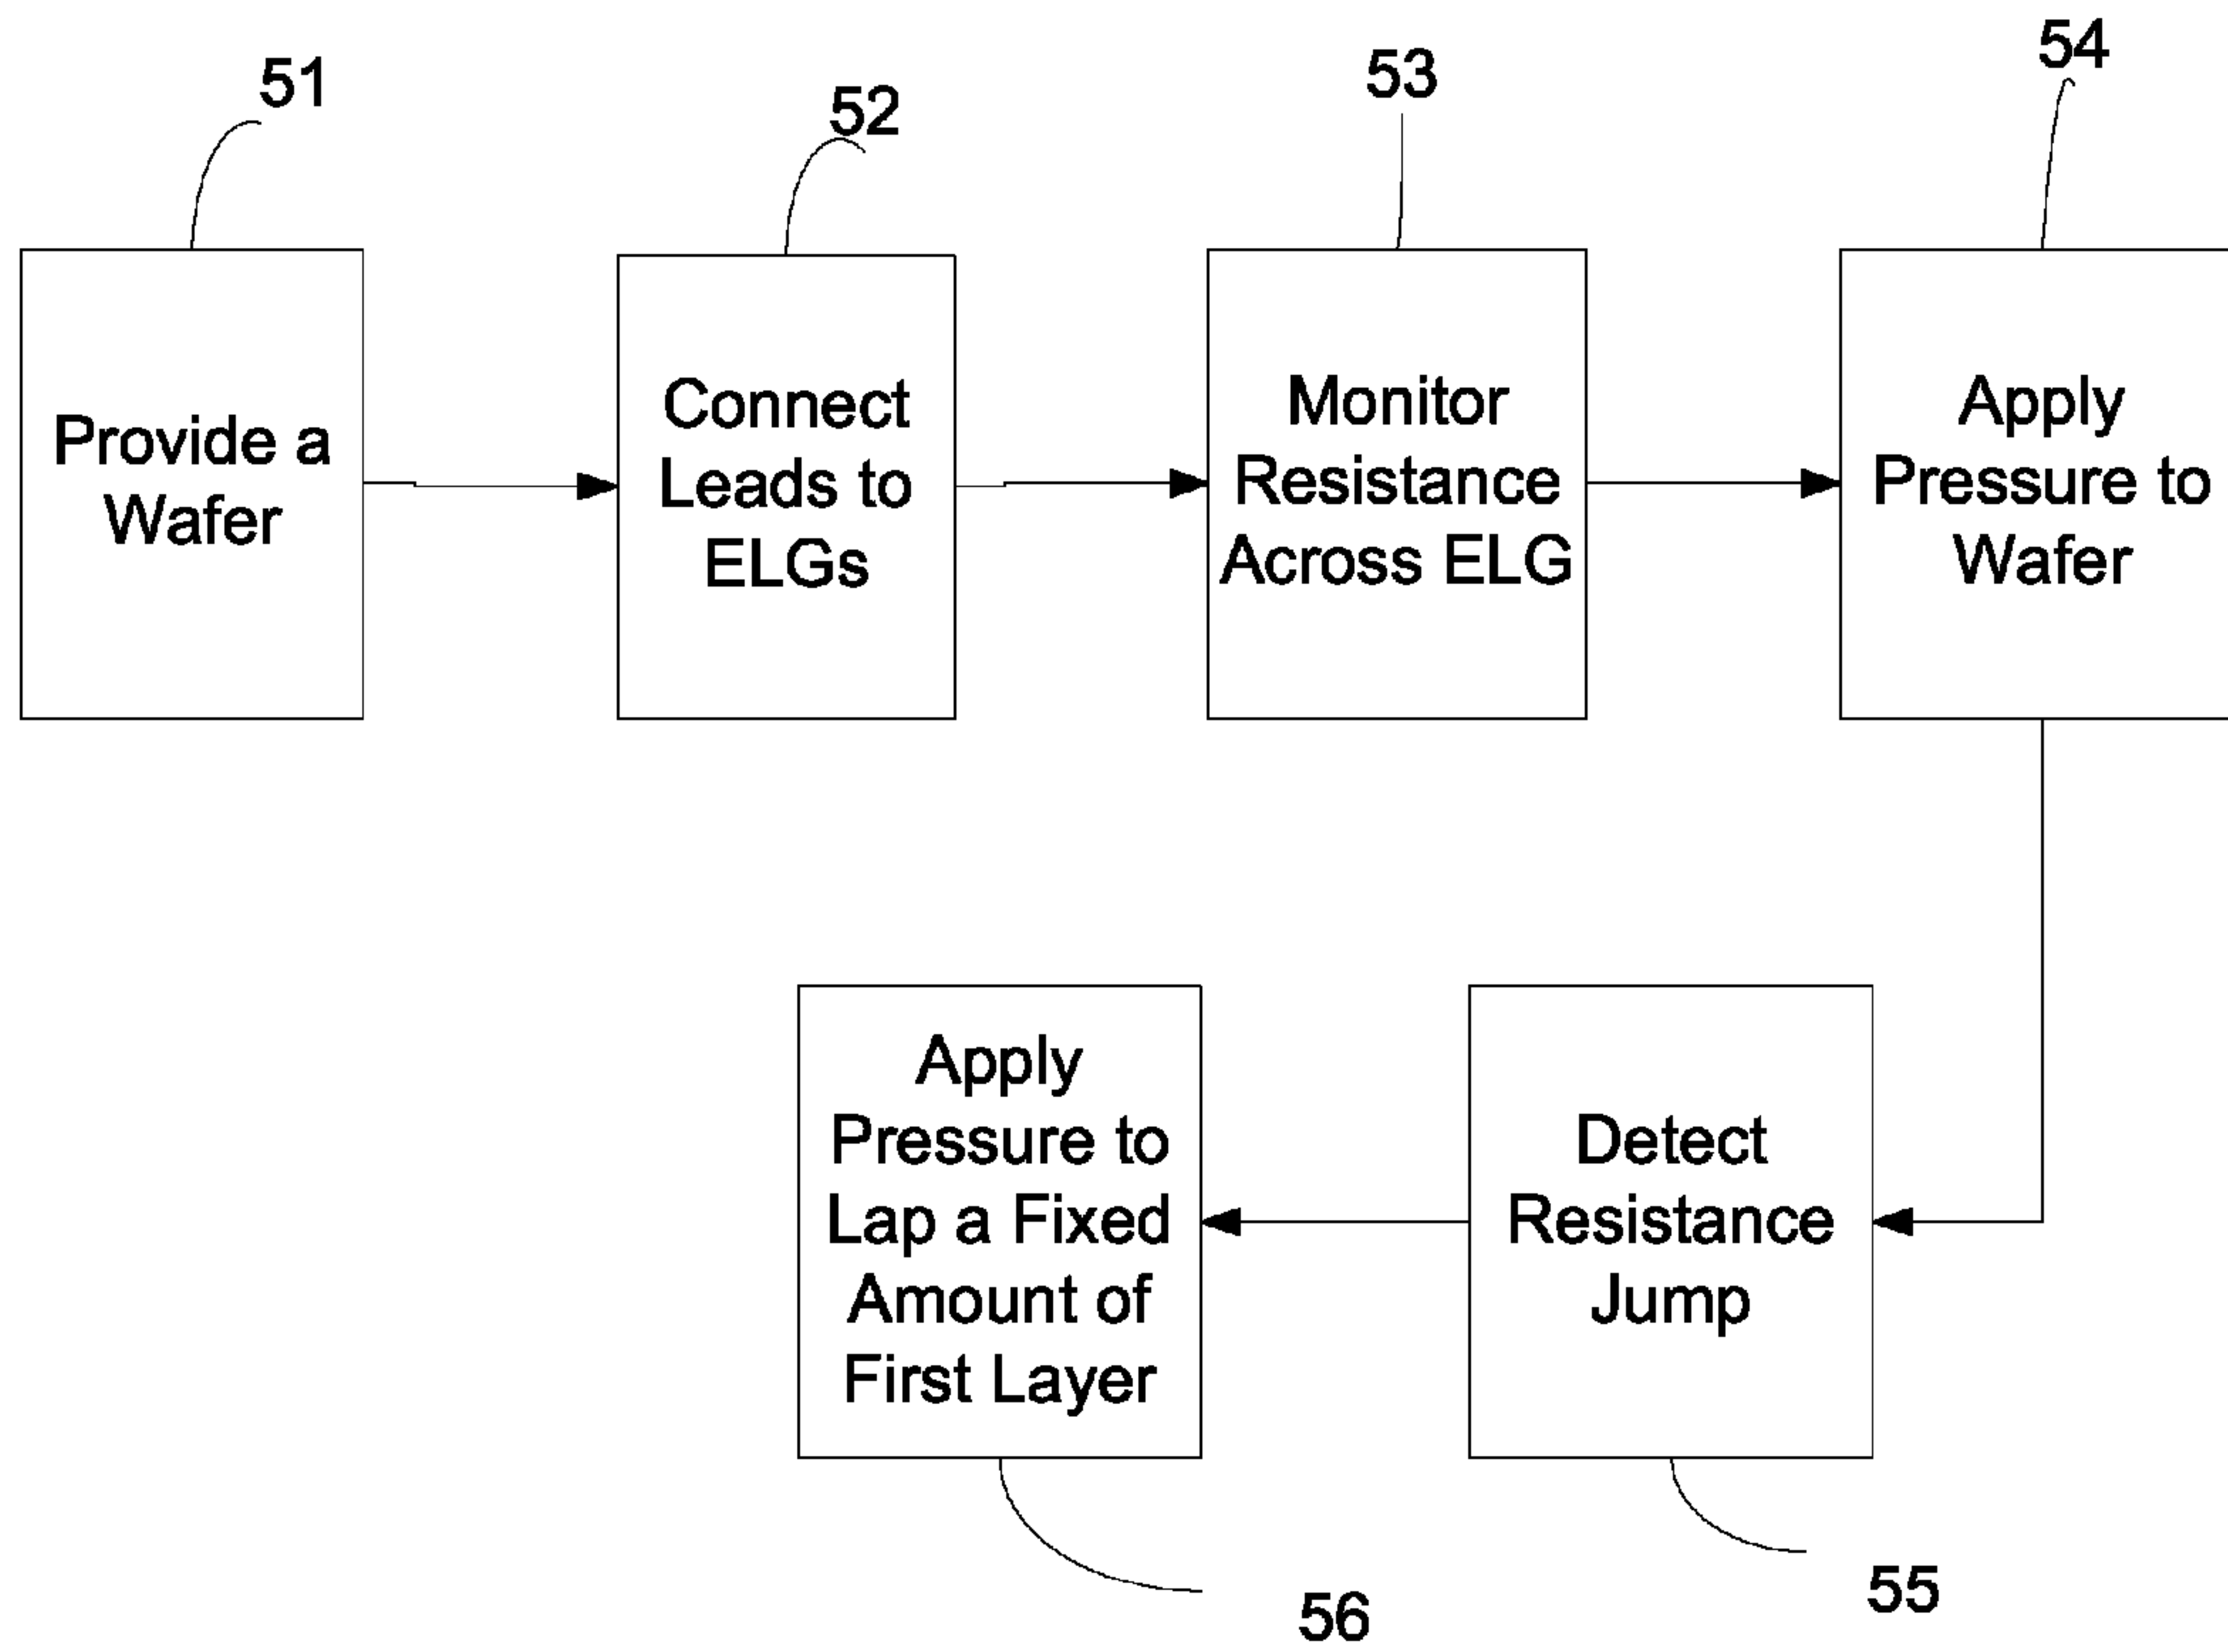 51
52
53
54
Provide a
Wafer
Connect
Leads to
ELGs
Monitor
Resistance
Across ELG
Apply
Pressure to
Wafer
Detect
Resistance
Jump
Apply
Pressure to
Lap a Fixed
Amount of
First Layer
55
56